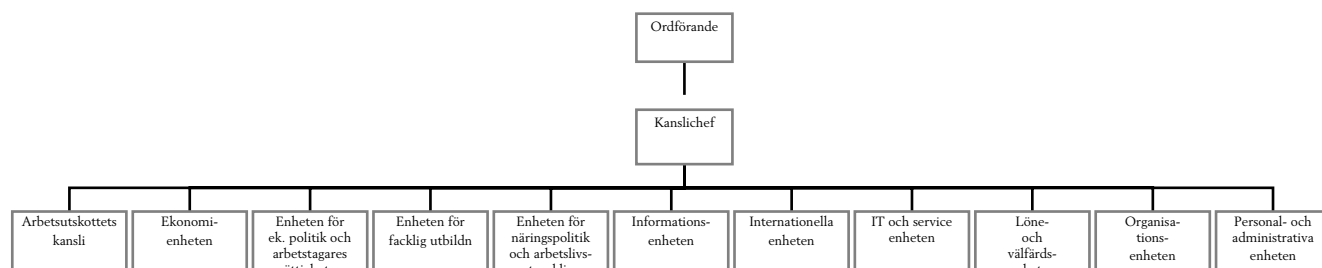 Ordförande
Kanslichef
Arbetsutskottets
kansli
Ekonomi-
enheten
Enheten för
ek. politik och
arbetstagares
Enheten för
facklig utbildn
Enheten för
näringspolitik
och arbetslivs-
Informations-
enheten
Internationella
enheten
IT och service
enheten
Löne-
och
välfärds-
Organisa-
tions-
enheten
Personal- och
administrativa
enheten